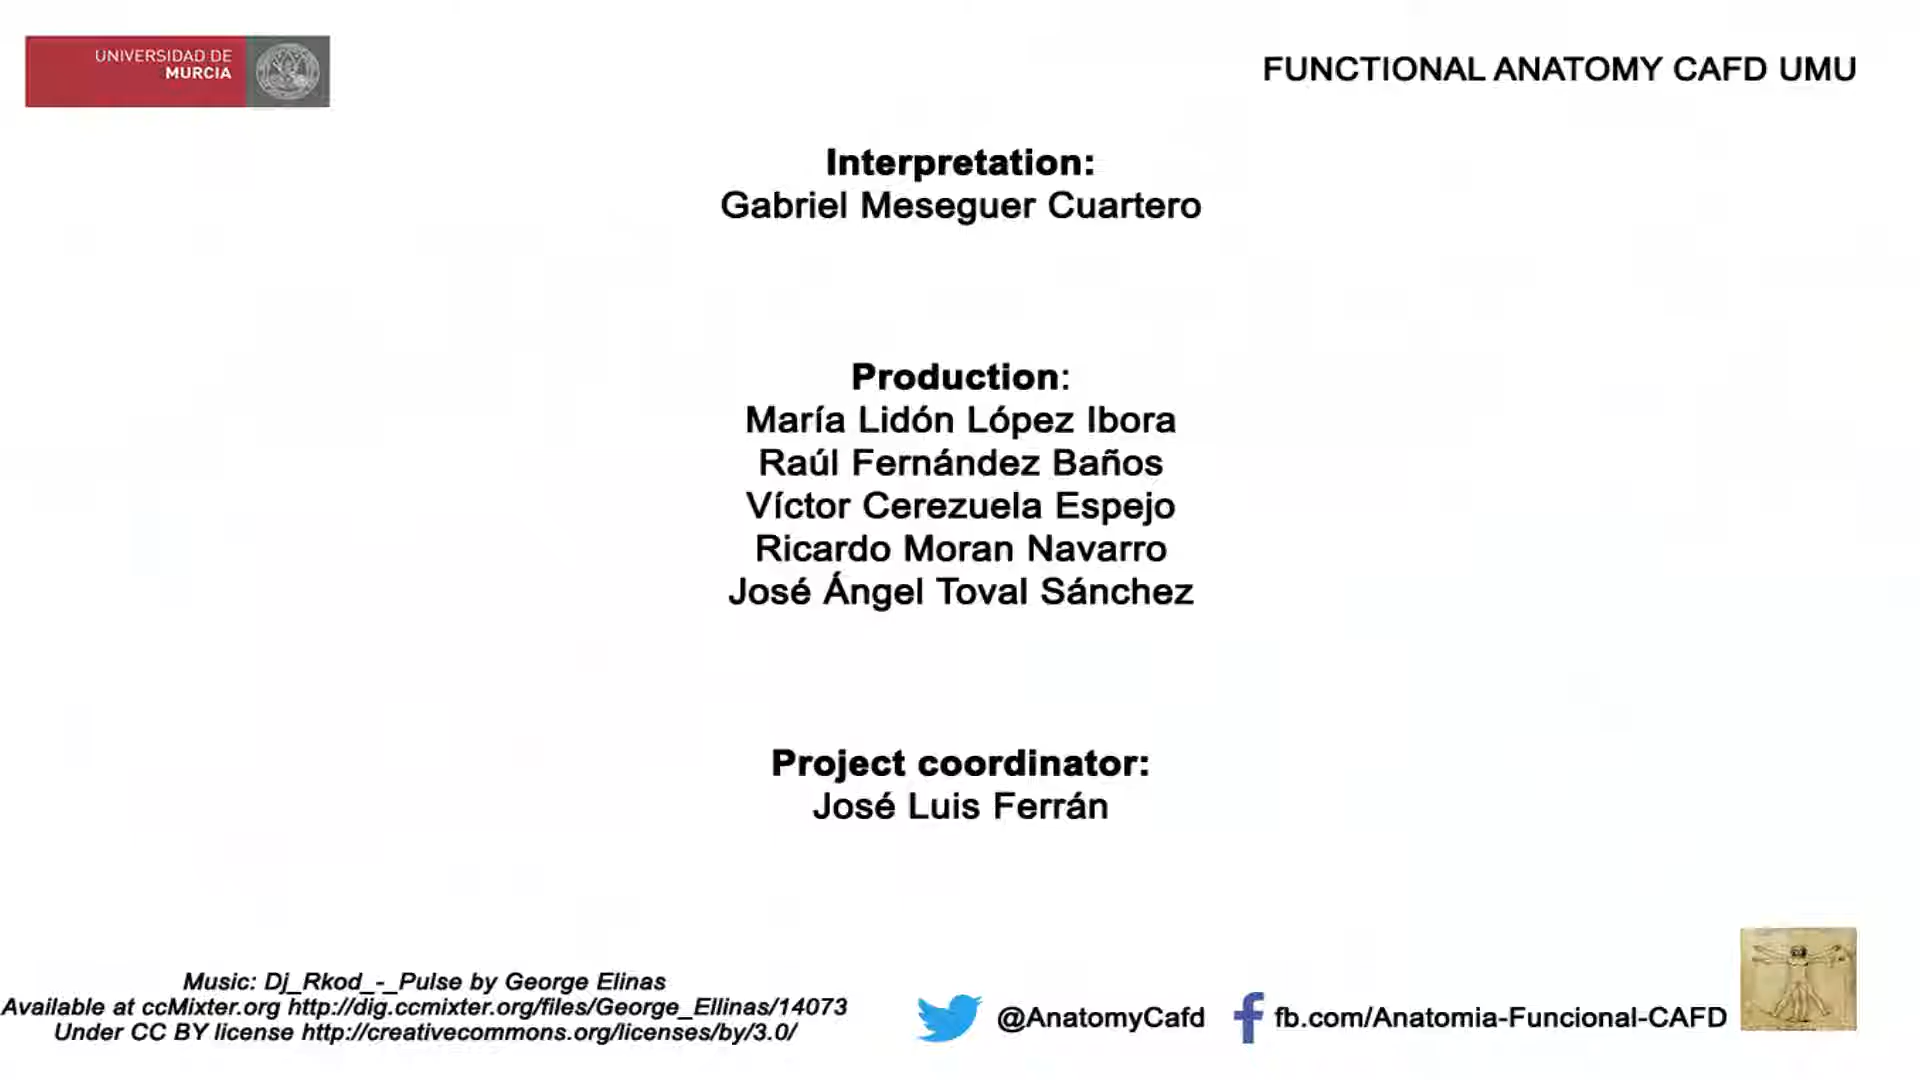 UNIVERSIDAD DE
MURCIA
FUNCTIONAL ANATOMY CAFD UMU
Interpretation:
Gabriel Meseguer Cuartero
Production:
María Lidón López Ibora
Raúl Fernández Baños
Víctor Cerezuela Espejo
Ricardo Moran Navarro
José Ángel Toval Sánchez
Project coordinator:
José Luis Ferrán
Music: Dj_Rkod_-_Pulse by George Elinas
Available at ccMixter.org http://dig.ccmixter.org/files/George_Ellinas/14073
Under CC BY license http://creativecommons.org/licenses/by/3.0/
@AnatomyCafd
fb.com/Anatomia-Funcional-CAFD